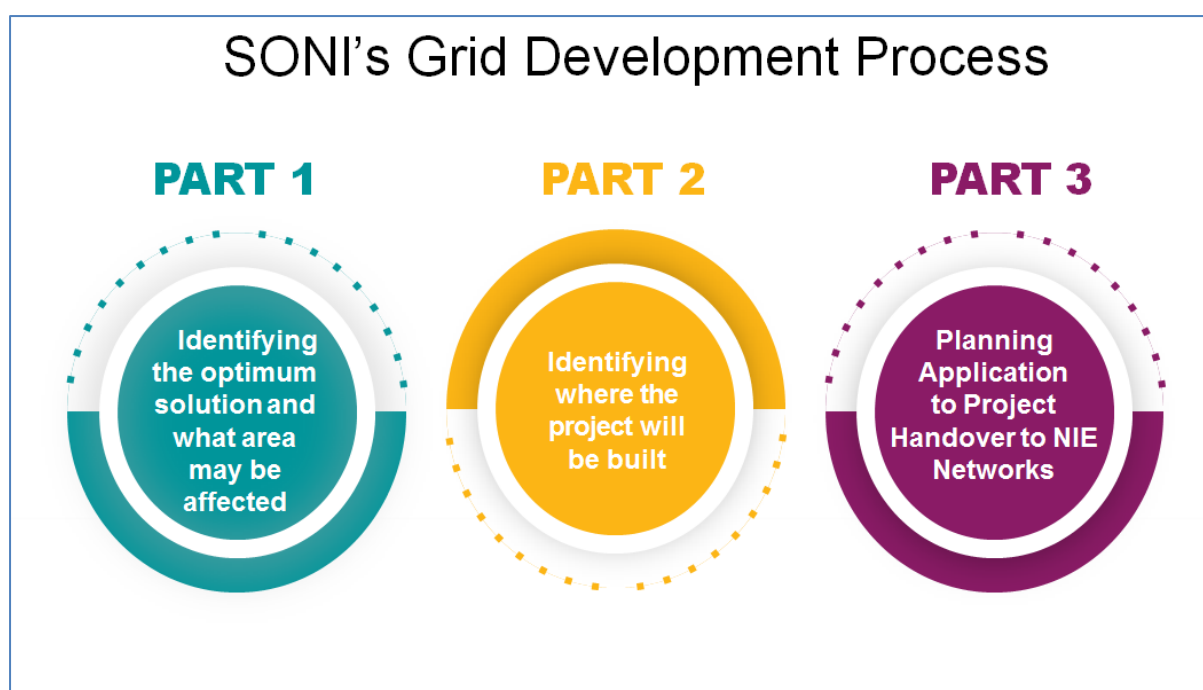 SONI's Grid Development Process
PART 1
Identifying
the optimum
solution and
what area
may be
affected
PART 2
Identifying
where the
project will
be built
PART 3
Planning
Application
to Project
Handover to NIE
Networks